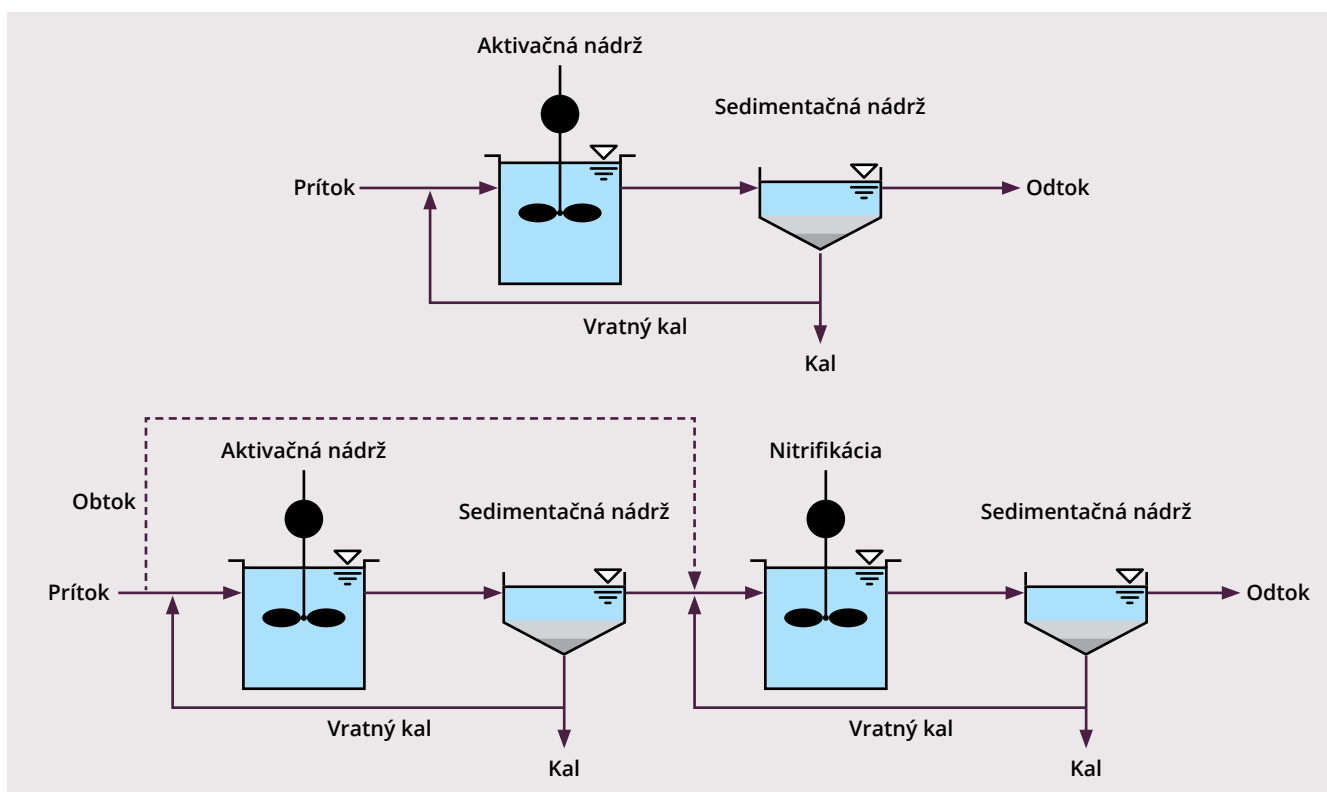 Aktivačná nádrž
Sedimentačná nádrž
Prítok
Odtok
Vratný kal
Kal
Aktivačná nádrž
Nitrifikácia
Obtok
Sedimentačná nádrž
Sedimentačná nádrž
Prítok
Odtok
Vratný kal
Vratný kal
Kal
Kal